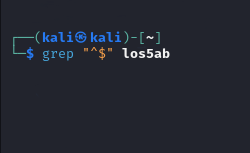 ┌──(kali㉿kali)-[~]
└─$ grep "^$" los5ab